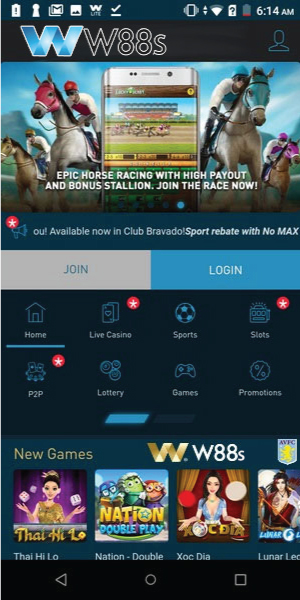 LITE
6:14 AM
W88s
EPIC HORSE RACING WITH HIGH PAYOUT
AND BONUS STALLION. JOIN THE RACE NOW!
ou! Available now in Club Bravado!Sport rebate with No MAX
JOIN
LOGIN
Home
Live Casino
Sports
Slots
P2P
Lottery
Games
Promotions
New Games
W88s
AVFC
Thai Hi Lo
NATION
DOUBLE PLAY
XOC DIA
LUNAR L
Thai Hi Lo
Nation - Double
Xoc Dia
Lunar Leg